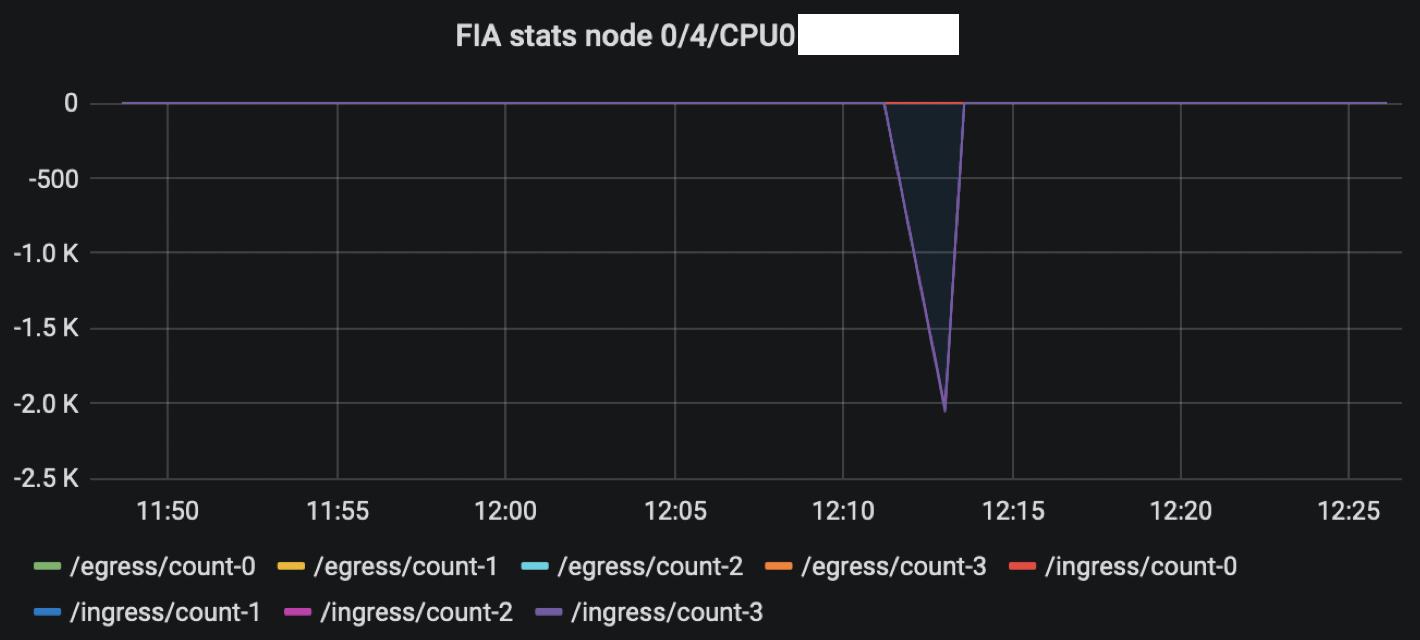 FIA stats node 0/4/CPU0
0
-500
-1.0 K
-1.5 K
-2.0 K
-2.5 K
11:50 11:55 12:00 12:05 12:10 12:15 12:20 12:25
/egress/count-0 /egress/count-1 /egress/count-2 /egress/count-3 /ingress/count-0
/ingress/count-1 /ingress/count-2 /ingress/count-3